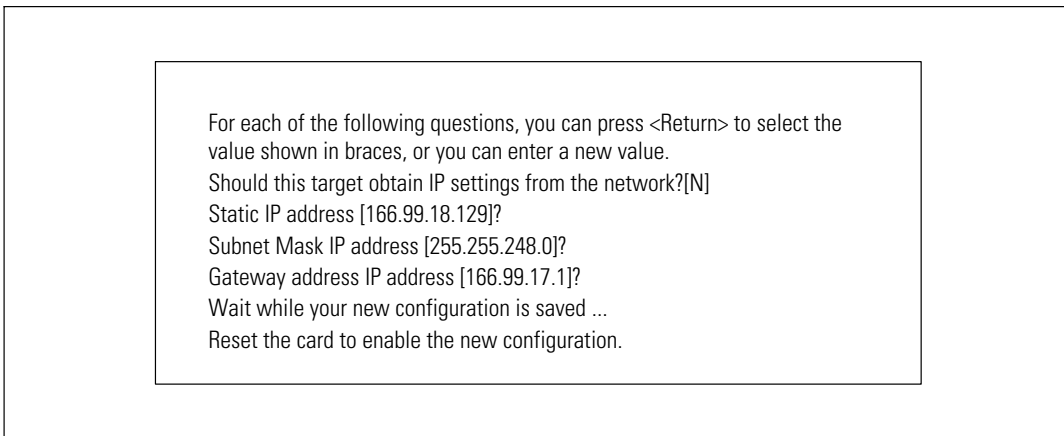 For each of the following questions, you can press <Return> to select the
value shown in braces, or you can enter a new value.
Should this target obtain IP settings from the network?[N]
Static IP address [166.99.18.129]?
Subnet Mask IP address [255.255.248.0]?
Gateway address IP address [166.99.17.1]?
Wait while your new configuration is saved ...
Reset the card to enable the new configuration.